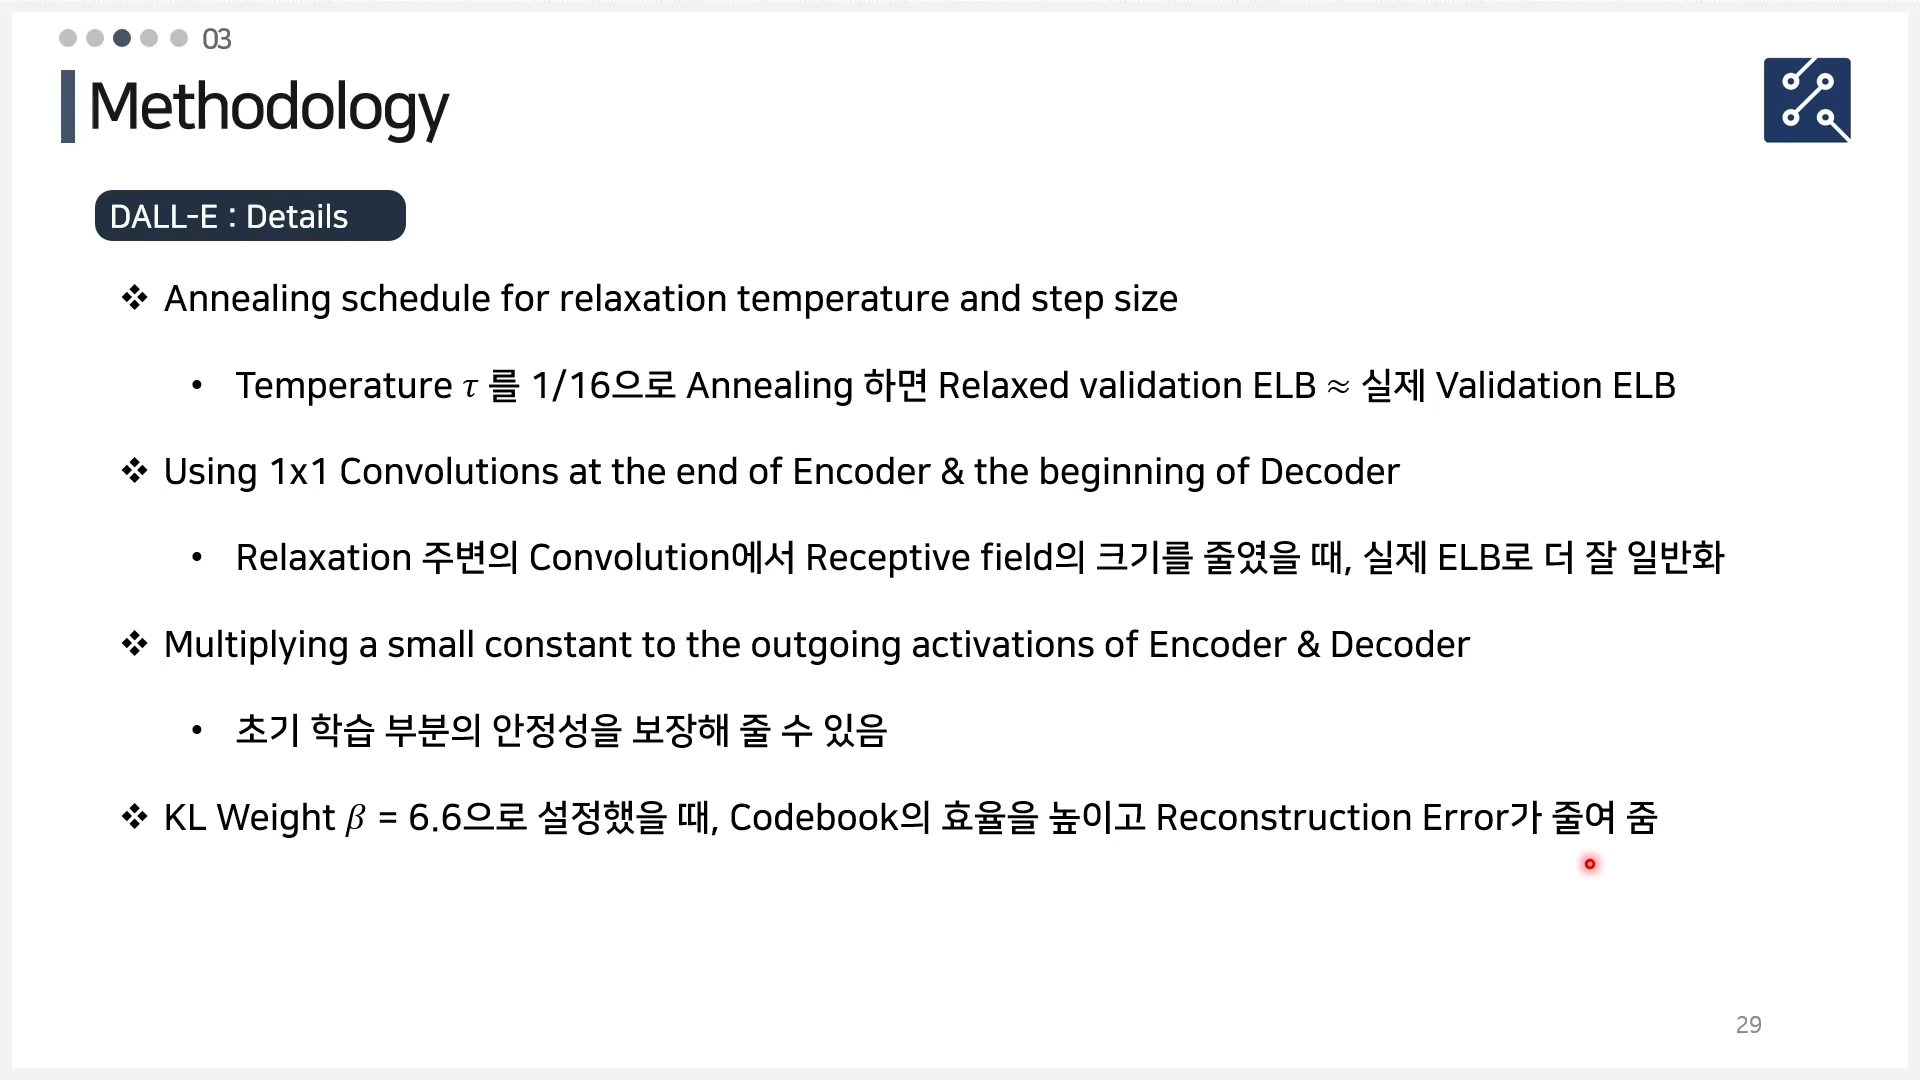 03
Methodology
DALL-E : Details
❖ Annealing schedule for relaxation temperature and step size
• Temperature τ 를 1/16으로 Annealing 하면 Relaxed validation ELB ≈ 실제 Validation ELB
❖ Using 1x1 Convolutions at the end of Encoder & the beginning of Decoder
• Relaxation 주변의 Convolution에서 Receptive field의 크기를 줄였을 때, 실제 ELB로 더 잘 일반화
❖ Multiplying a small constant to the outgoing activations of Encoder & Decoder
• 초기 학습 부분의 안정성을 보장해 줄 수 있음
❖ KL Weight β = 6.6으로 설정했을 때, Codebook의 효율을 높이고 Reconstruction Error가 줄여 줌
29